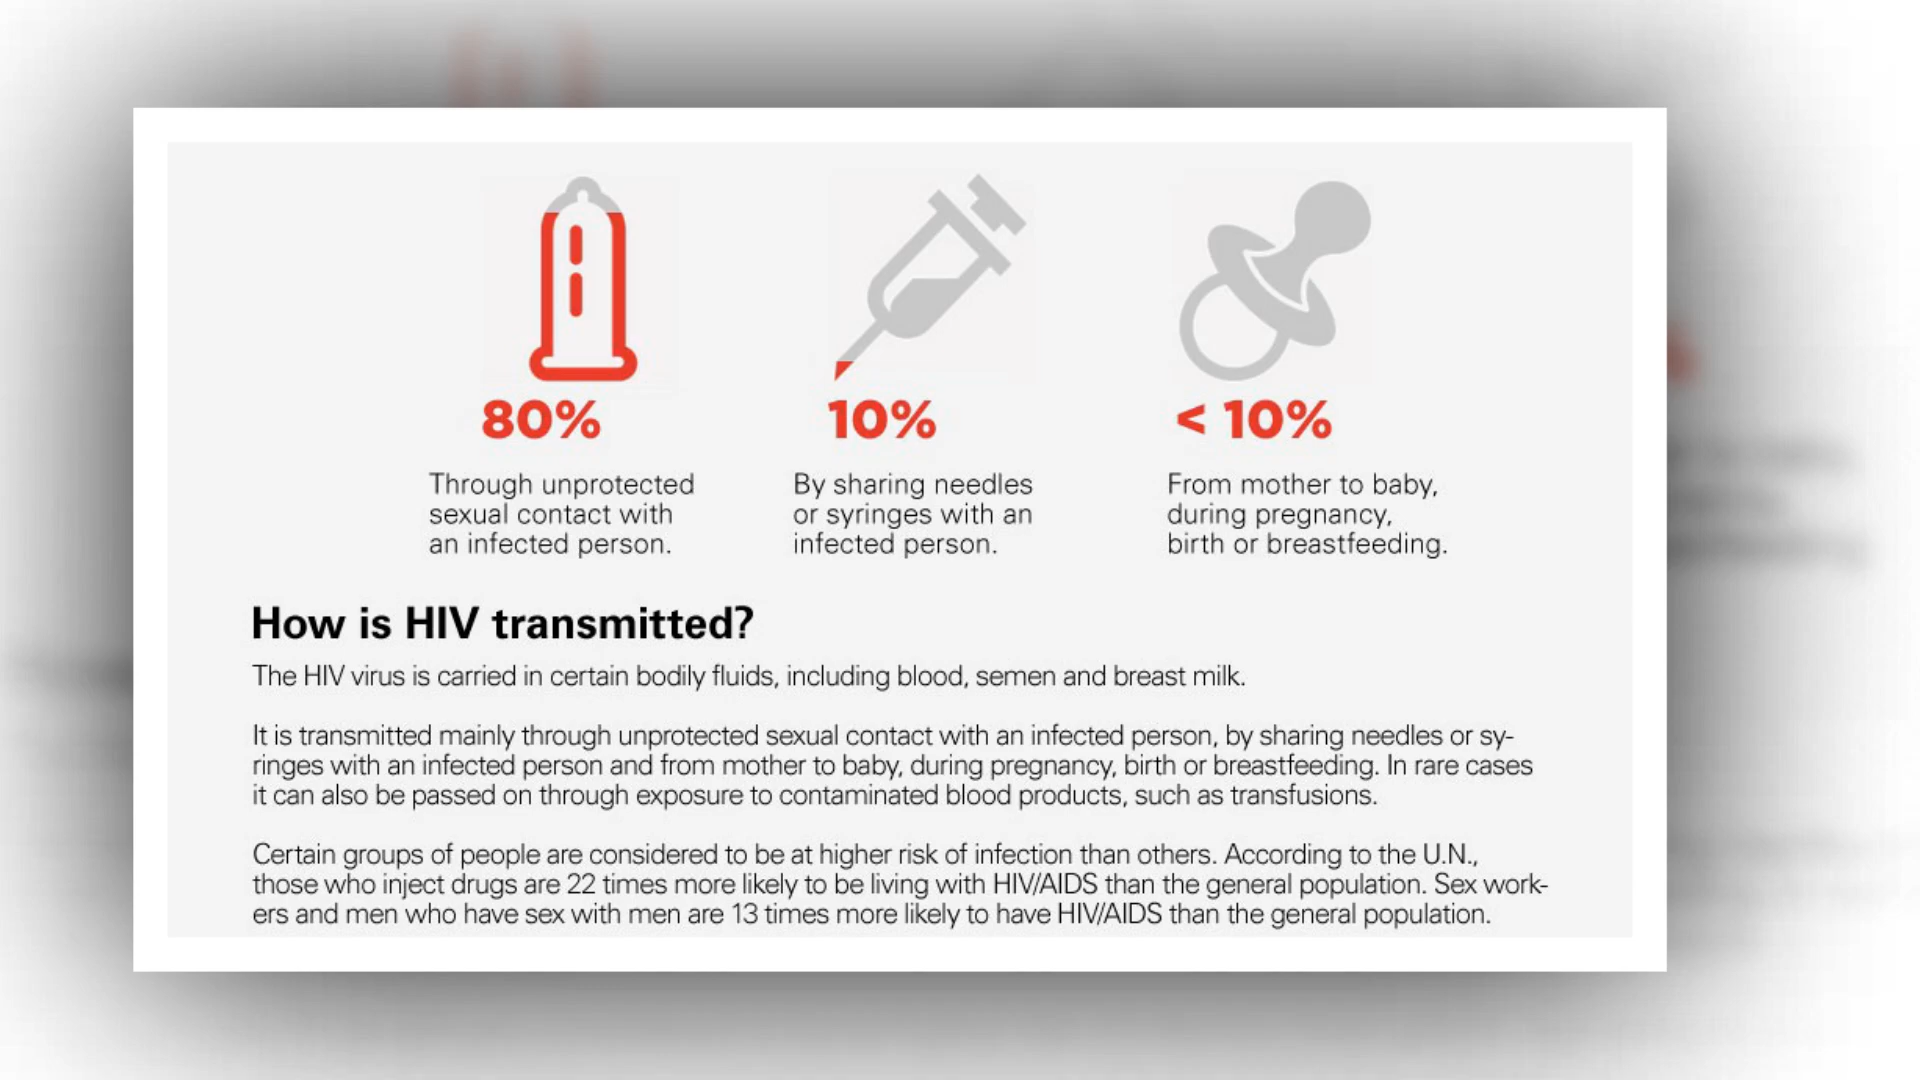 80%
10%
< 10%
Through unprotected
sexual contact with
an infected person.
By sharing needles
or syringes with an
infected person.
From mother to baby,
during pregnancy,
birth or breastfeeding.
How is HIV transmitted?
The HIV virus is carried in certain bodily fluids, including blood, semen and breast milk.
It is transmitted mainly through unprotected sexual contact with an infected person, by sharing needles or sy-
ringes with an infected person and from mother to baby, during pregnancy, birth or breastfeeding. In rare cases
it can also be passed on through exposure to contaminated blood products, such as transfusions.
Certain groups of people are considered to be at higher risk of infection than others. According to the U.N.,
those who inject drugs are 22 times more likely to be living with HIV/AIDS than the general population. Sex work-
ers and men who have sex with men are 13 times more likely to have HIV/AIDS than the general population.